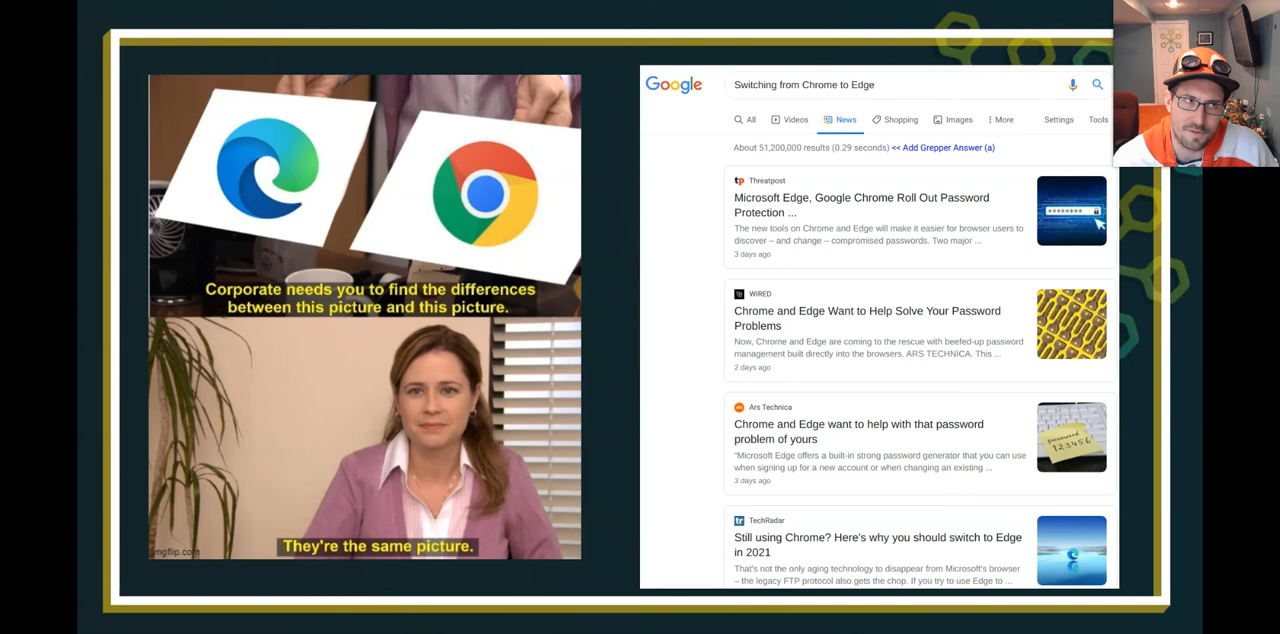 Corporate needs you to find the differences
between this picture and this picture.
They're the same picture.
imgflip.com
Google
Switching from Chrome to Edge
All Videos News Shopping Images More Settings Tools
About 51,200,000 results (0.29 seconds) << Add Grepper Answer (a)
tp Threatpost
Microsoft Edge, Google Chrome Roll Out Password
Protection ...
The new tools on Chrome and Edge will make it easier for browser users to
discover – and change – compromised passwords. Two major ...
3 days ago
WIRED
Chrome and Edge Want to Help Solve Your Password
Problems
Now, Chrome and Edge are coming to the rescue with beefed-up password
management built directly into the browsers. ARS TECHNICA. This ...
2 days ago
Ars Technica
Chrome and Edge want to help with that password
problem of yours
“Microsoft Edge offers a built-in strong password generator that you can use
when signing up for a new account or when changing an existing ...
3 days ago
password
123456
tr TechRadar
Still using Chrome? Here's why you should switch to Edge
in 2021
That's not the only aging technology to disappear from Microsoft's browser
– the legacy FTP protocol also gets the chop. If you try to use Edge to ...